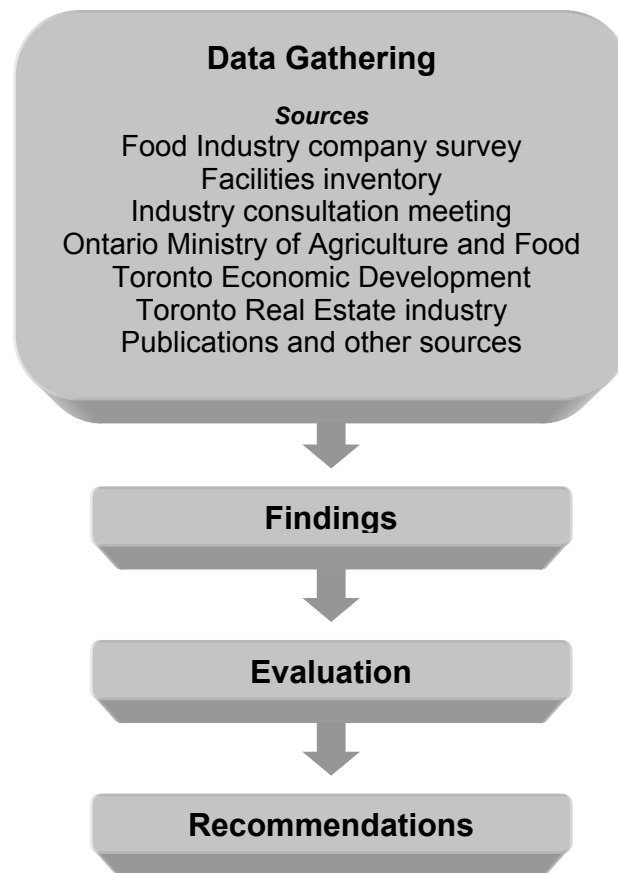 Data Gathering
Sources
Food Industry company survey
Facilities inventory
Industry consultation meeting
Ontario Ministry of Agriculture and Food
Toronto Economic Development
Toronto Real Estate industry
Publications and other sources
Findings
Evaluation
Recommendations